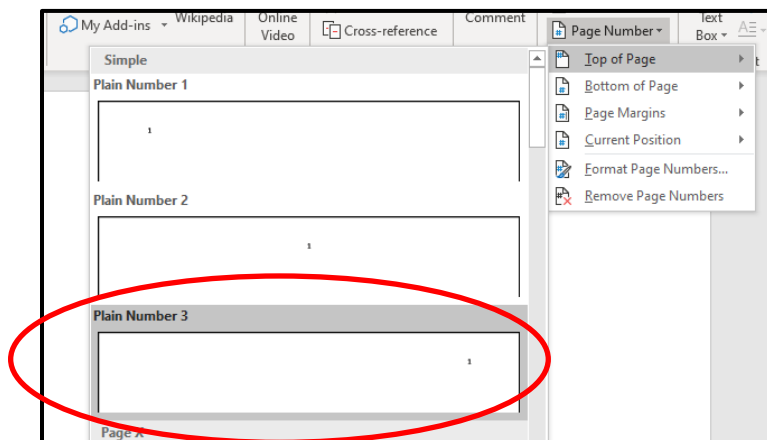 My Add-ins
Wikipedia
Online
Video
Cross-reference
Comment
Page Number
Text
Box
Simple
Plain Number 1
1
Plain Number 2
1
Plain Number 3
1
Page X
Top of Page
Bottom of Page
Page Margins
Current Position
Format Page Numbers...
Remove Page Numbers